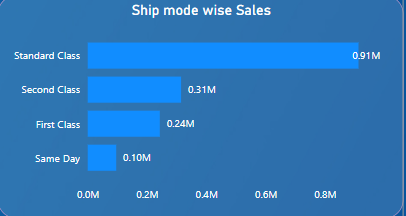 Ship mode wise Sales
Standard Class 0.91M
Second Class 0.31M
First Class 0.24M
Same Day 0.10M
0.0M 0.2M 0.4M 0.6M 0.8M